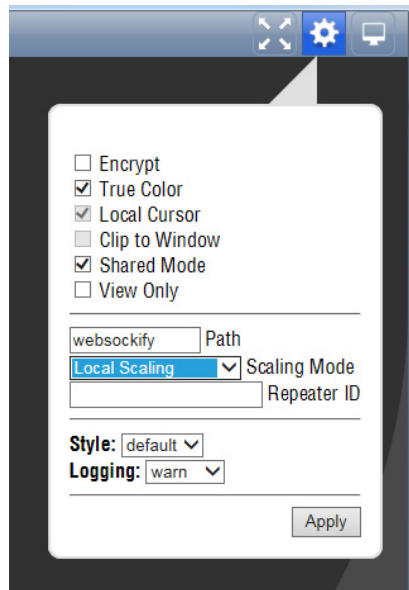 Encrypt
True Color
Local Cursor
Clip to Window
Shared Mode
View Only
websockify Path
Local Scaling Scaling Mode
Repeater ID
Style: default
Logging: warn
Apply